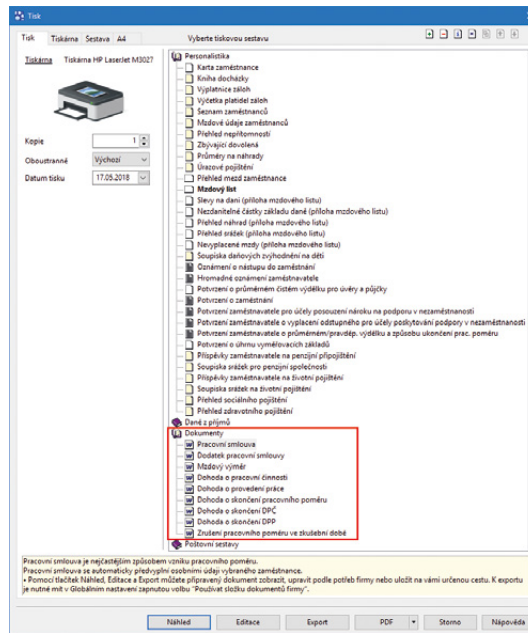 Tisk
Tisk Tiskárna Sestava A4
Vyberte tiskovou sestavu
Tiskárna Tiskárna HP LaserJet M3027
Kopie 1
Oboustranně Výchozí
Datum tisku 17.05.2018
Personalistika
Karta zaměstnance
Kniha docházky
Výplatnice záloh
Výčetka platidel záloh
Seznam zaměstnanců
Mzdové údaje zaměstnanců
Přehled nepřítomností
Zbývající dovolená
Průměry na náhrady
Úrazové pojištění
Přehled mezd zaměstnance
Mzdový list
Slevy na dani (příloha mzdového listu)
Nezdanitelné částky základu daně (příloha mzdového listu)
Přehled náhrad (příloha mzdového listu)
Přehled srážek (příloha mzdového listu)
Nevyplacené mzdy (příloha mzdového listu)
Soupiska daňových zvýhodnění na děti
Oznámení o nástupu do zaměstnání
Hromadné oznámení zaměstnavatele
Potvrzení o průměrném čistém výdělku pro úvěry a půjčky
Potvrzení o zaměstnání
Potvrzení zaměstnavatele pro účely posouzení nároku na podporu v nezaměstnanosti
Potvrzení zaměstnavatele o vyplacení odstupného pro účely poskytování podpory v nezaměstnanosti
Potvrzení zaměstnavatele o průměrném/pravděp. výdělku a způsobu ukončení prac. poměru
Potvrzení o úhrnu vyměřovacích základů
Příspěvky zaměstnavatele na penzijní připojištění
Soupiska srážek pro penzijní společnosti
Příspěvky zaměstnavatele na životní pojištění
Soupiska srážek na životní pojištění
Přehled sociálního pojištění
Přehled zdravotního pojištění
Daně z příjmů
Dokumenty
Pracovní smlouva
Dodatek pracovní smlouvy
Mzdový výměr
Dohoda o pracovní činnosti
Dohoda o provedení práce
Dohoda o skončení pracovního poměru
Dohoda o skončení DPČ
Dohoda o skončení DPP
Zrušení pracovního poměru ve zkušební době
Poštovní sestavy
Pracovní smlouva je nejčastějším způsobem vzniku pracovního poměru.
Pracovní smlouva se automaticky předvyplní osobními údaji vybraného zaměstnance.
• Pomocí tlačítek Náhled, Editace a Export můžete připravený dokument zobrazit, upravit podle potřeb firmy nebo uložit na vámi určenou cestu. K exportu
je nutné mít v Globálním nastavení zapnutou volbu "Používat složku dokumentů firmy".
Náhled Editace Export PDF Storno Nápověda